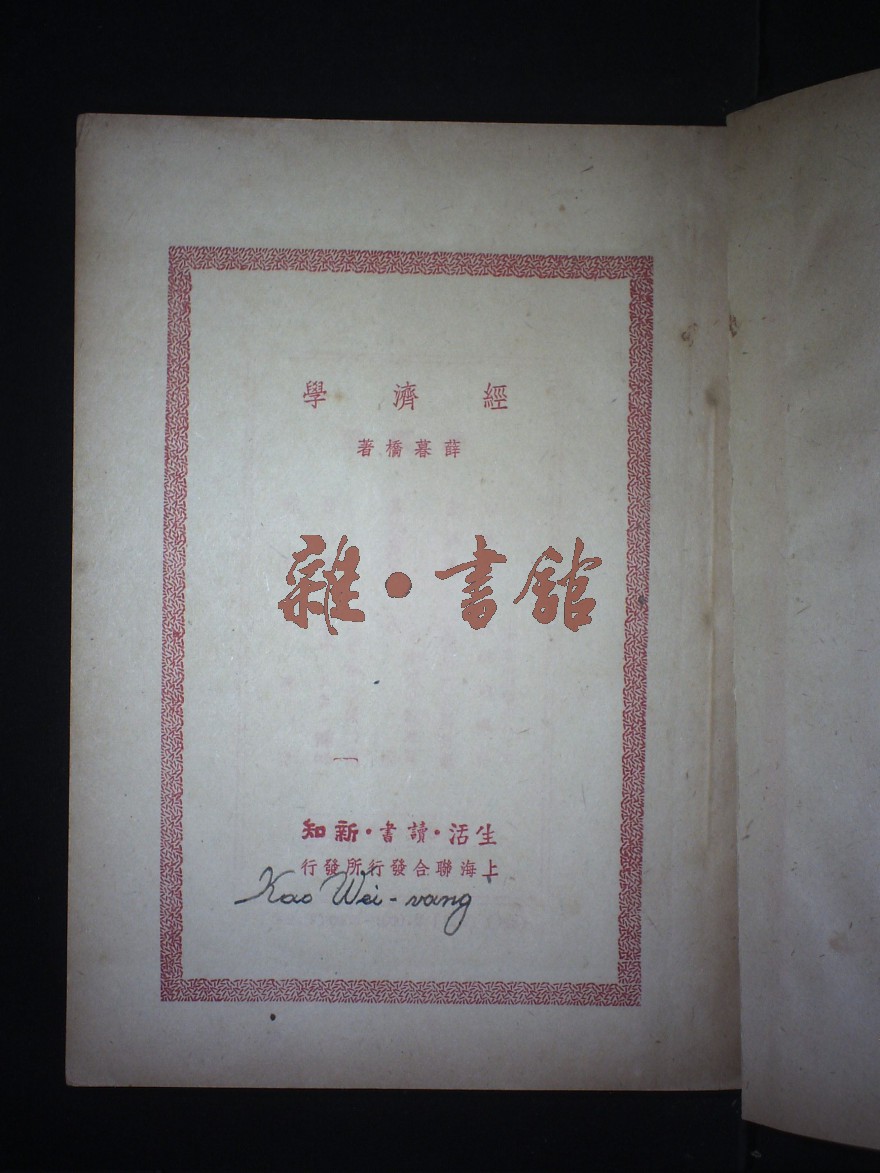 經濟學
薛暮橋著
雜·書館
生活·讀書·新知
上海聯合發行所發行
Kao Wei-vang